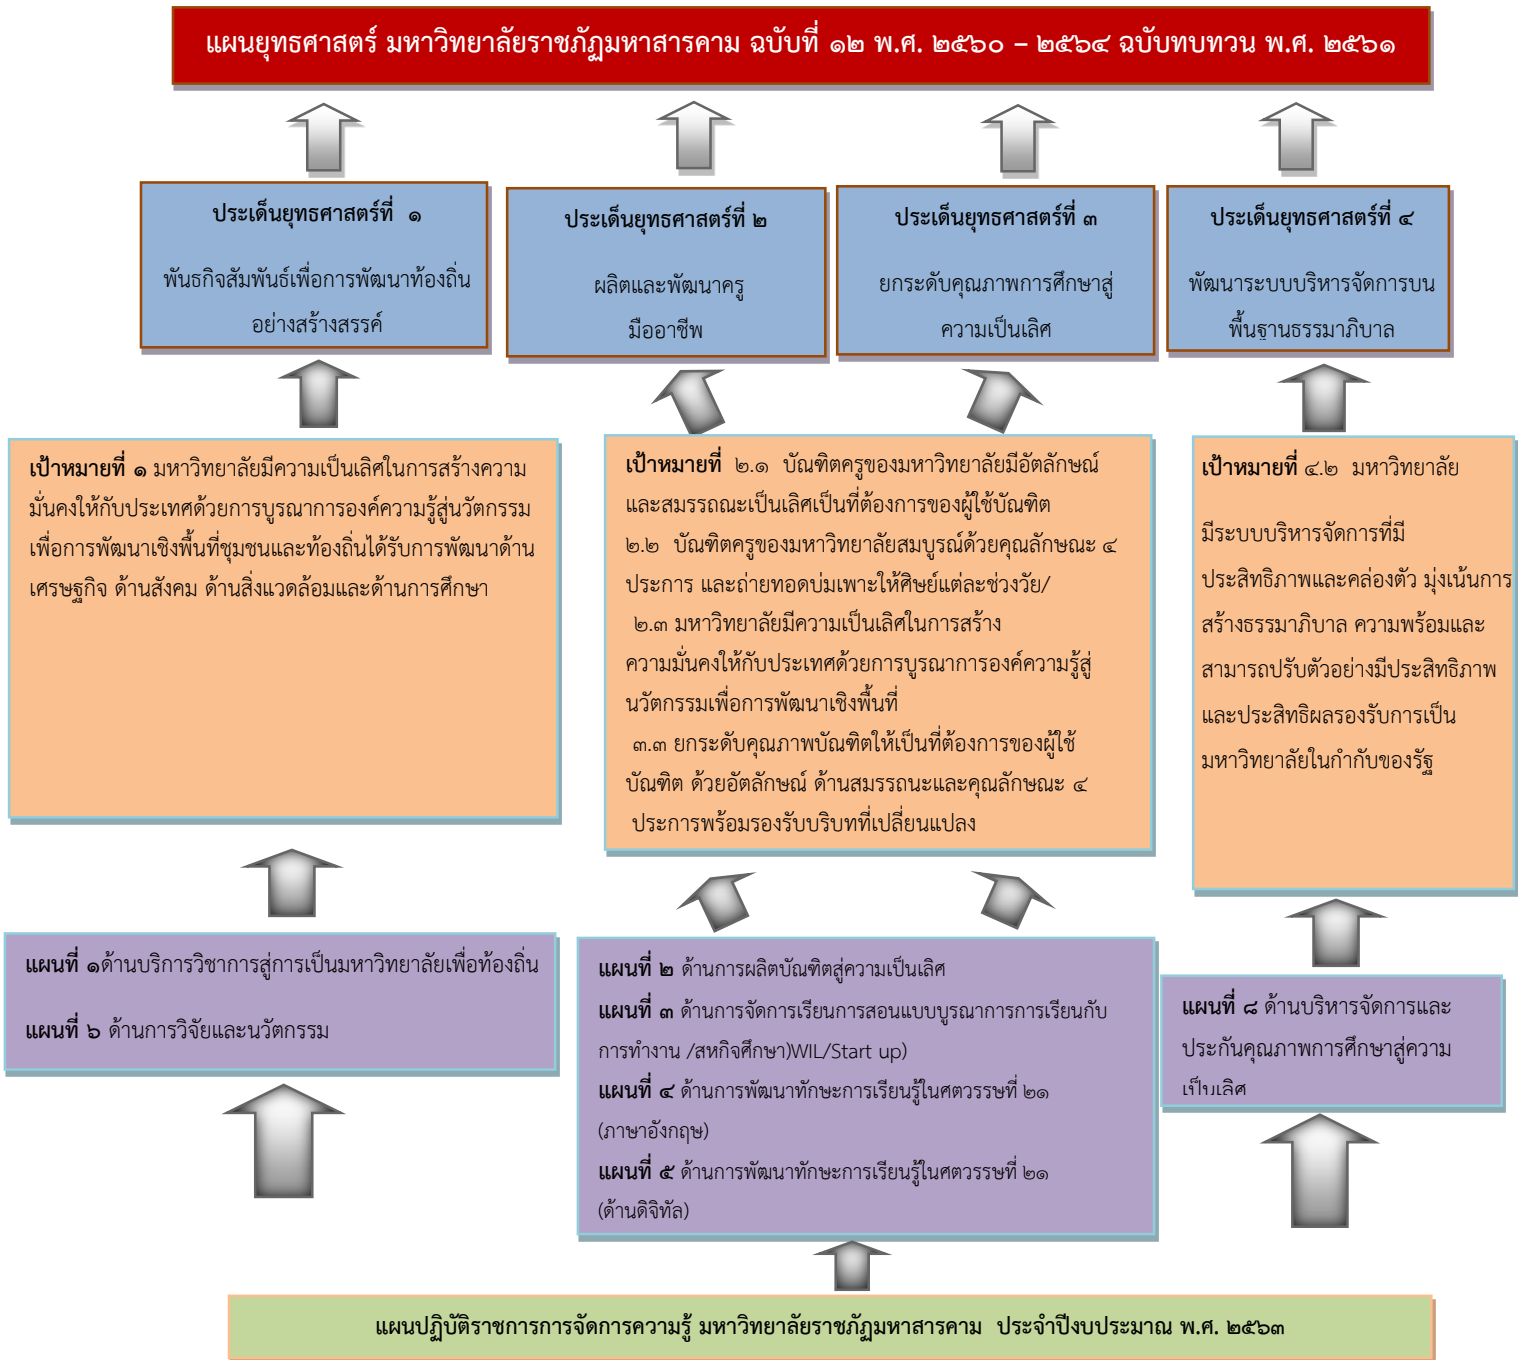 แผนยุทธศาสตร์ มหาวิทยาลัยราชภัฏมหาสารคาม ฉบับที่ ๑๒ พ.ศ. ๒๕๖๐ – ๒๕๖๔ ฉบับทบทวน พ.ศ. ๒๕๖๑
ประเด็นยุทธศาสตร์ที่ ๑
พันธกิจสัมพันธ์เพื่อการพัฒนาท้องถิ่น
อย่างสร้างสรรค์
ประเด็นยุทธศาสตร์ที่ ๒
ผลิตและพัฒนาครู
มืออาชีพ
ประเด็นยุทธศาสตร์ที่ ๓
ยกระดับคุณภาพการศึกษาสู่
ความเป็นเลิศ
ประเด็นยุทธศาสตร์ที่ ๔
พัฒนาระบบบริหารจัดการบน
พื้นฐานธรรมาภิบาล
เป้าหมายที่ ๑ มหาวิทยาลัยมีความเป็นเลิศในการสร้างความ
มั่นคงให้กับประเทศด้วยการบูรณาการองค์ความรู้สู่นวัตกรรม
เพื่อการพัฒนาเชิงพื้นที่ชุมชนและท้องถิ่นได้รับการพัฒนาด้าน
เศรษฐกิจ ด้านสังคม ด้านสิ่งแวดล้อมและด้านการศึกษา
เป้าหมายที่ ๒.๑ บัณฑิตครูของมหาวิทยาลัยมีอัตลักษณ์
และสมรรถนะเป็นเลิศเป็นที่ต้องการของผู้ใช้บัณฑิต
๒.๒ บัณฑิตครูของมหาวิทยาลัยสมบูรณ์ด้วยคุณลักษณะ ๔
ประการ และถ่ายทอดบ่มเพาะให้ศิษย์แต่ละช่วงวัย/
๒.๓ มหาวิทยาลัยมีความเป็นเลิศในการสร้าง
ความมั่นคงให้กับประเทศด้วยการบูรณาการองค์ความรู้สู่
นวัตกรรมเพื่อการพัฒนาเชิงพื้นที่
๓.๓ ยกระดับคุณภาพบัณฑิตให้เป็นที่ต้องการของผู้ใช้
บัณฑิต ด้วยอัตลักษณ์ ด้านสมรรถนะและคุณลักษณะ ๔
ประการพร้อมรองรับบริบทที่เปลี่ยนแปลง
เป้าหมายที่ ๔.๒ มหาวิทยาลัย
มีระบบบริหารจัดการที่มี
ประสิทธิภาพและคล่องตัว มุ่งเน้นการ
สร้างธรรมาภิบาล ความพร้อมและ
สามารถปรับตัวอย่างมีประสิทธิภาพ
และประสิทธิผลรองรับการเป็น
มหาวิทยาลัยในกำกับของรัฐ
แผนที่ ๑ด้านบริการวิชาการสู่การเป็นมหาวิทยาลัยเพื่อท้องถิ่น
แผนที่ ๖ ด้านการวิจัยและนวัตกรรม
แผนที่ ๒ ด้านการผลิตบัณฑิตสู่ความเป็นเลิศ
แผนที่ ๓ ด้านการจัดการเรียนการสอนแบบบูรณาการการเรียนกับ
การทำงาน /สหกิจศึกษา)WIL/Start up)
แผนที่ ๔ ด้านการพัฒนาทักษะการเรียนรู้ในศตวรรษที่ ๒๑
(ภาษาอังกฤษ)
แผนที่ ๕ ด้านการพัฒนาทักษะการเรียนรู้ในศตวรรษที่ ๒๑
(ด้านดิจิทัล)
แผนที่ ๘ ด้านบริหารจัดการและ
ประกันคุณภาพการศึกษาสู่ความ
เป็นเลิศ
แผนปฏิบัติราชการการจัดการความรู้ มหาวิทยาลัยราชภัฏมหาสารคาม ประจำปีงบประมาณ พ.ศ. ๒๕๖๓